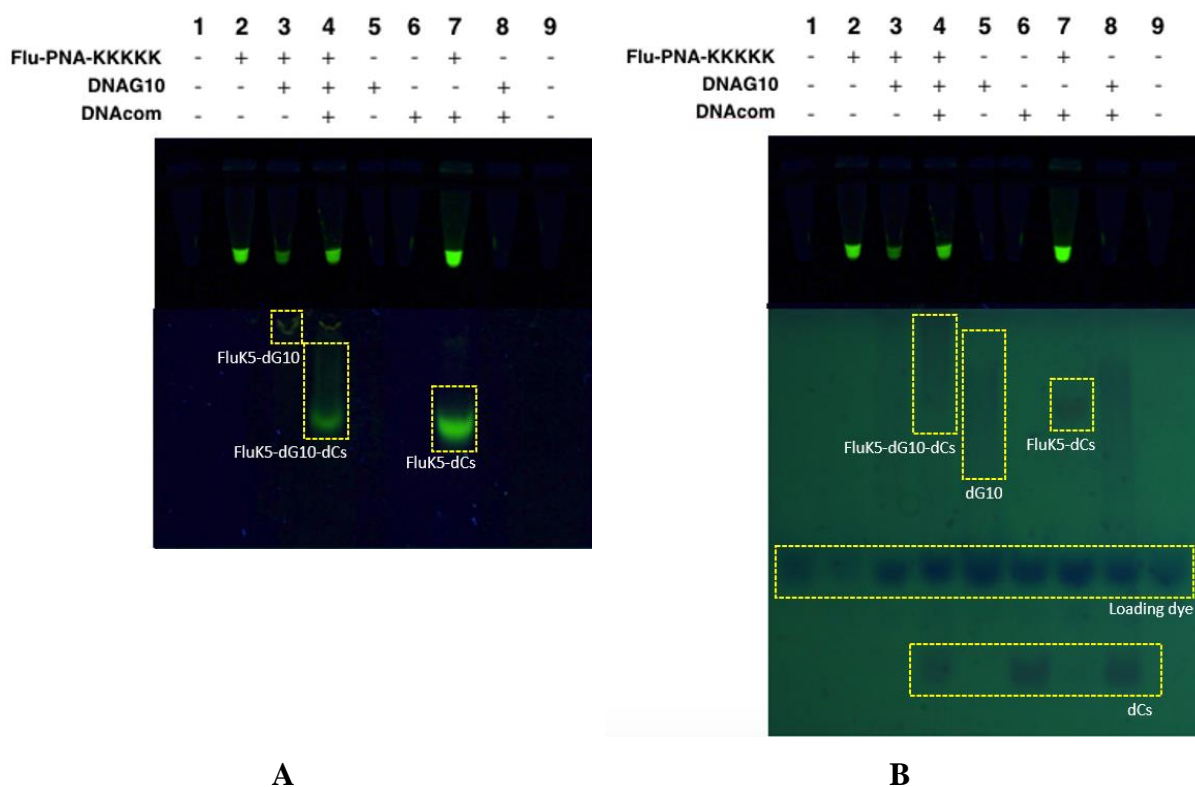 1 2 3 4 5 6 7 8 9
Flu-PNA-KKKKK - + + + - - + - -
DNAG10 - - + + + - - + -
DNAcom - - - + - + + + -
FluK5-dG10
FluK5-dG10-dCs
FluK5-dCs
A
1 2 3 4 5 6 7 8 9
Flu-PNA-KKKKK - + + + - - + - -
DNAG10 - - + + + - - + -
DNAcom - - - + - + + + -
FluK5-dG10-dCs
FluK5-dCs
dG10
Loading dye
dCs
B